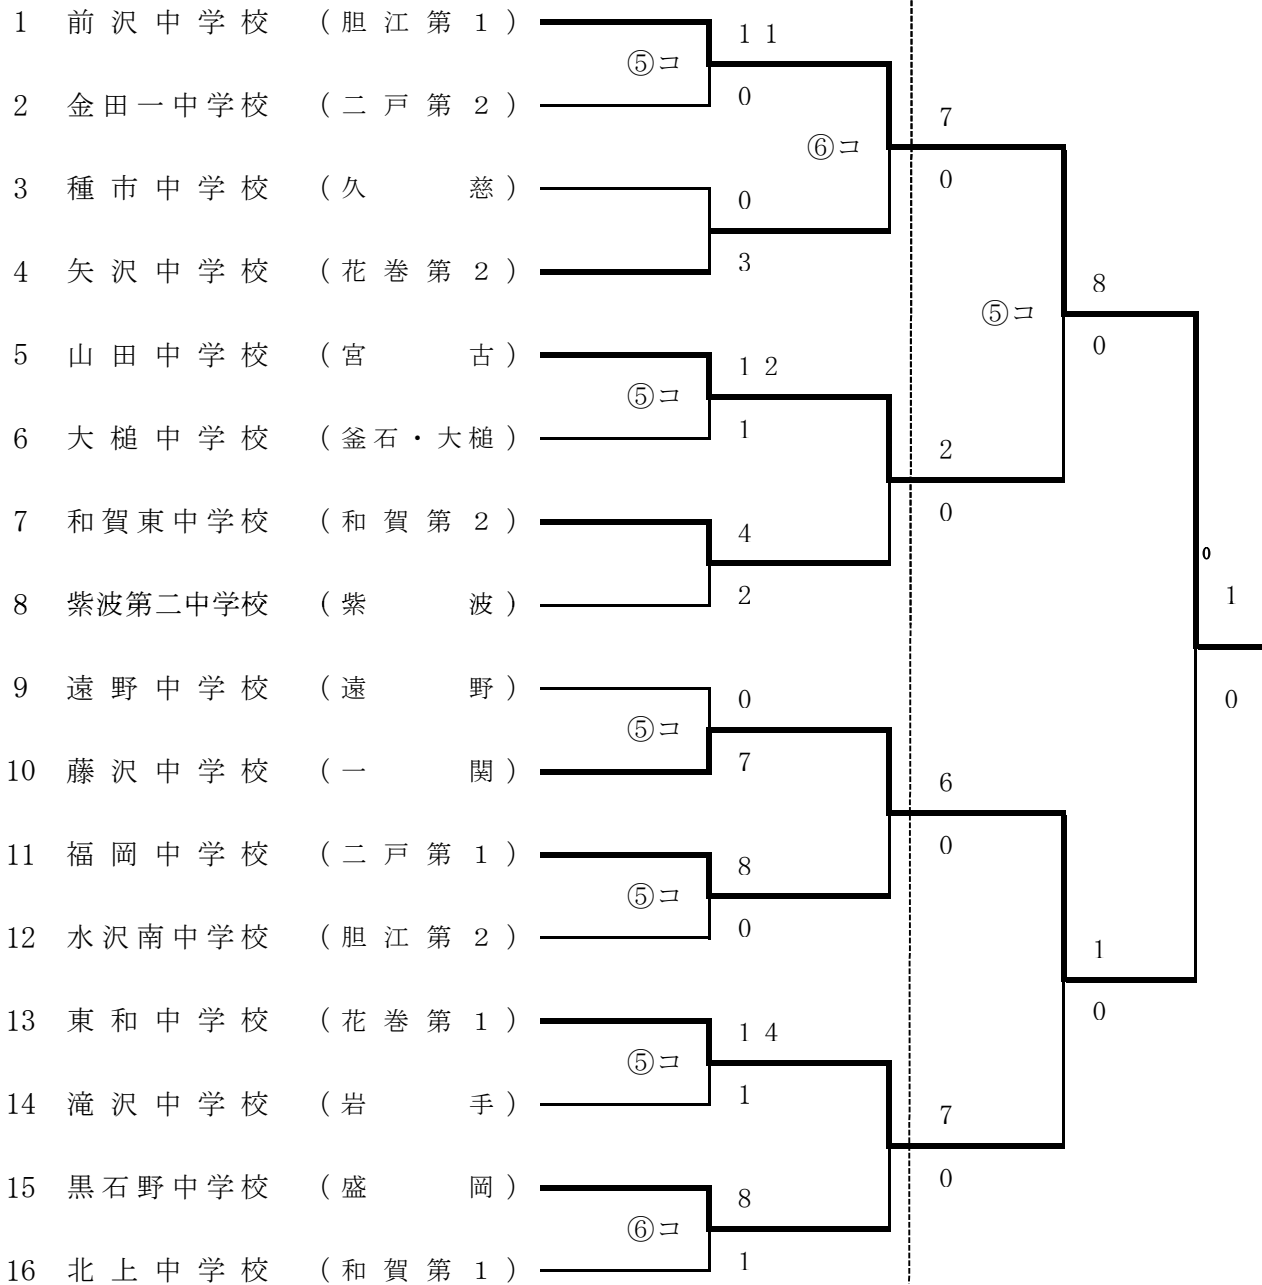 1 前沢中学校 (胆江第１)
11
⑤コ
0
2 金田一中学校 (二戸第２)
7
⑥コ
0
3 種市中学校 (久慈)
0
3
4 矢沢中学校 (花巻第２)
8
⑤コ
0
5 山田中学校 (宮古)
12
⑤コ
1
6 大槌中学校 (釜石・大槌)
2
0
7 和賀東中学校 (和賀第２)
4
2
8 紫波第二中学校 (紫波)
0
1
0
9 遠野中学校 (遠野)
0
⑤コ
7
10 藤沢中学校 (一関)
6
0
11 福岡中学校 (二戸第１)
8
⑤コ
0
12 水沢南中学校 (胆江第２)
1
0
13 東和中学校 (花巻第１)
14
⑤コ
1
14 滝沢中学校 (岩手)
7
0
15 黒石野中学校 (盛岡)
8
⑥コ
1
16 北上中学校 (和賀第１)